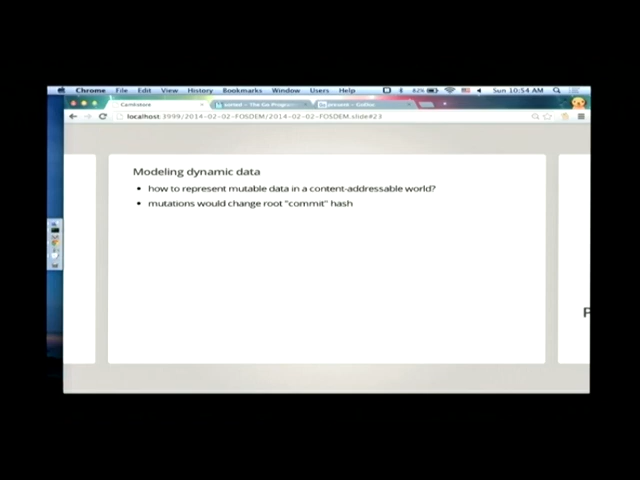 Chrome File Edit View History Bookmarks Window Users Help Sun 10:54 AM
Camlistore
localhost:3999/2014-02-02-FOSDEM/2014-02-02-FOSDEM.slide#23
Modeling dynamic data
• how to represent mutable data in a content-addressable world?
• mutations would change root "commit" hash